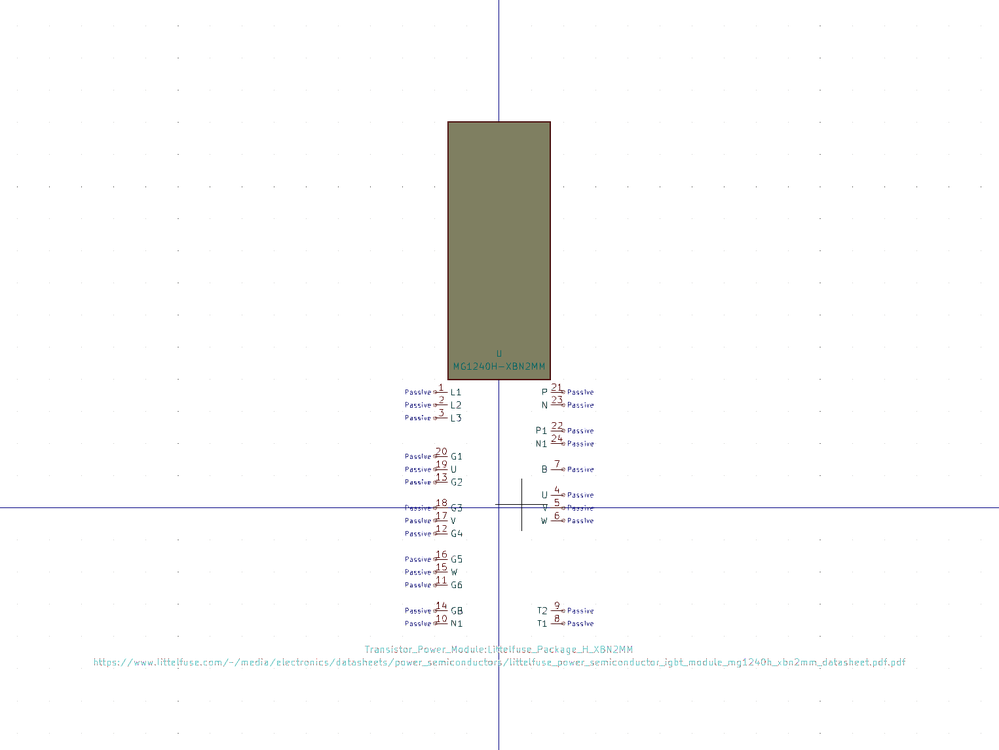 U
MG1240H-XBN2MM
Passive 1 L1 P 21 Passive
Passive 2 L2 N 23 Passive
Passive 3 L3
P1 22 Passive
N1 24 Passive
Passive 20 G1
Passive 19 U B 7 Passive
Passive 13 G2
U 4 Passive
Passive 18 G3 V 5 Passive
Passive 17 V W 6 Passive
Passive 12 G4
Passive 16 G5
Passive 15 W
Passive 11 G6
Passive 14 GB T2 9 Passive
Passive 10 N1 T1 8 Passive
Transistor_Power_Module:Littelfuse_Package_H_XBN2MM
https://www.littelfuse.com/~/media/electronics/datasheets/power_semiconductors/littelfuse_power_semiconductor_igbt_module_mg1240h_xbn2mm_datasheet.pdf.pdf